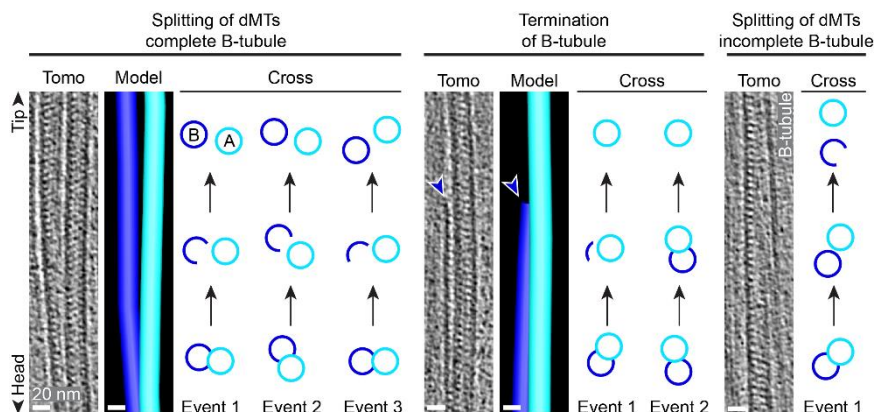 Splitting of dMTs
complete B-tubule
Termination
of B-tubule
Splitting of dMTs
incomplete B-tubule
Tomo Model Cross
Tomo Model Cross
Tomo Cross
Tip
Head
B
A
B-tubule
20 nm
Event 1 Event 2 Event 3
Event 1 Event 2
Event 1